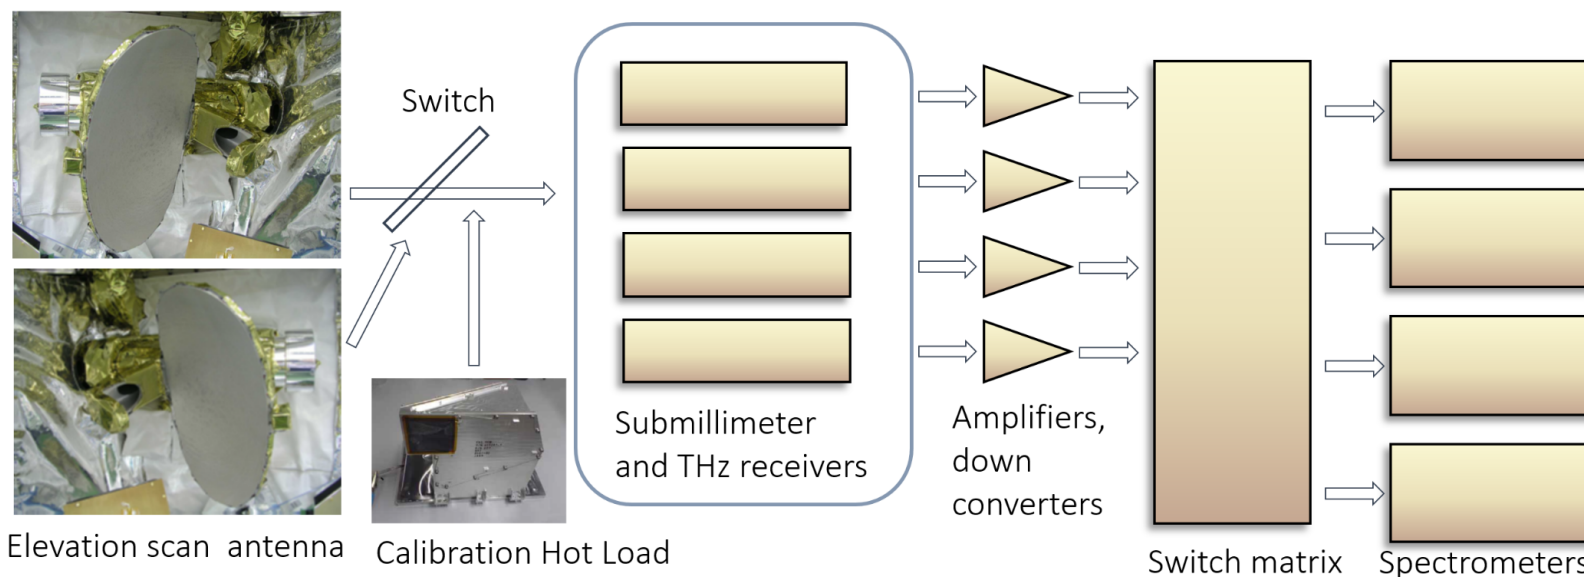 Switch
Submillimeter
and THz receivers
Amplifiers,
down
converters
Elevation scan antenna
Calibration Hot Load
Switch matrix
Spectrometers